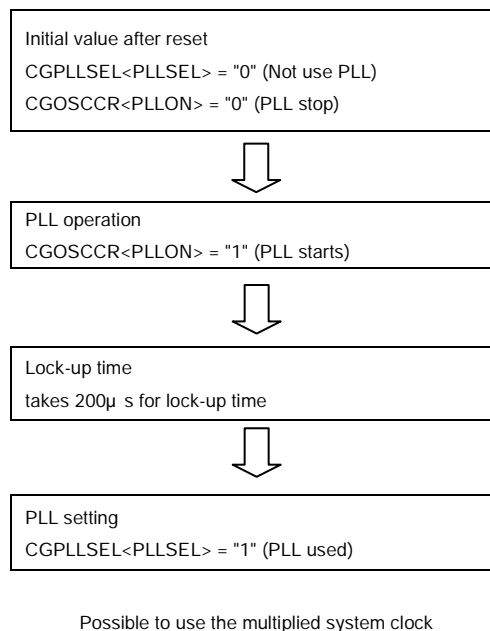 Initial value after reset
CGPLLSEL<PLLSEL> = "0" (Not use PLL)
CGOSCCR<PLLON> = "0" (PLL stop)
PLL operation
CGOSCCR<PLLON> = "1" (PLL starts)
Lock-up time
takes 200μ s for lock-up time
PLL setting
CGPLLSEL<PLLSEL> = "1" (PLL used)
Possible to use the multiplied system clock